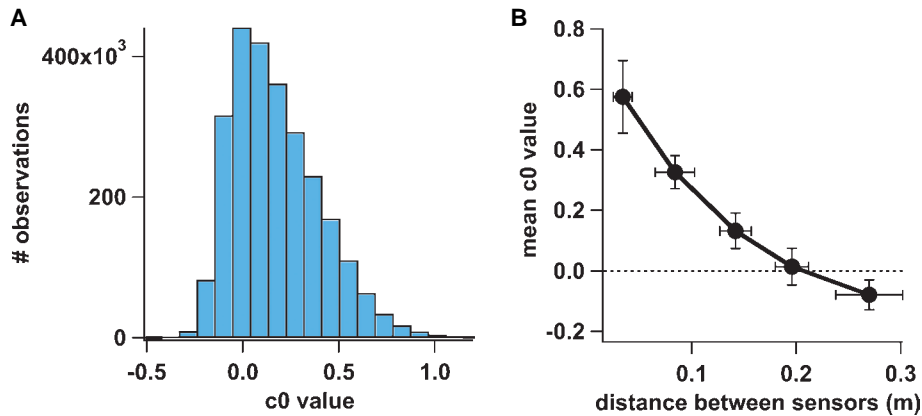 A
400x10³
200
0
# observations
-0.5
0.0
0.5
1.0
c0 value
B
0.8
0.6
0.4
0.2
0.0
-0.2
mean c0 value
0.1
0.2
0.3
distance between sensors (m)